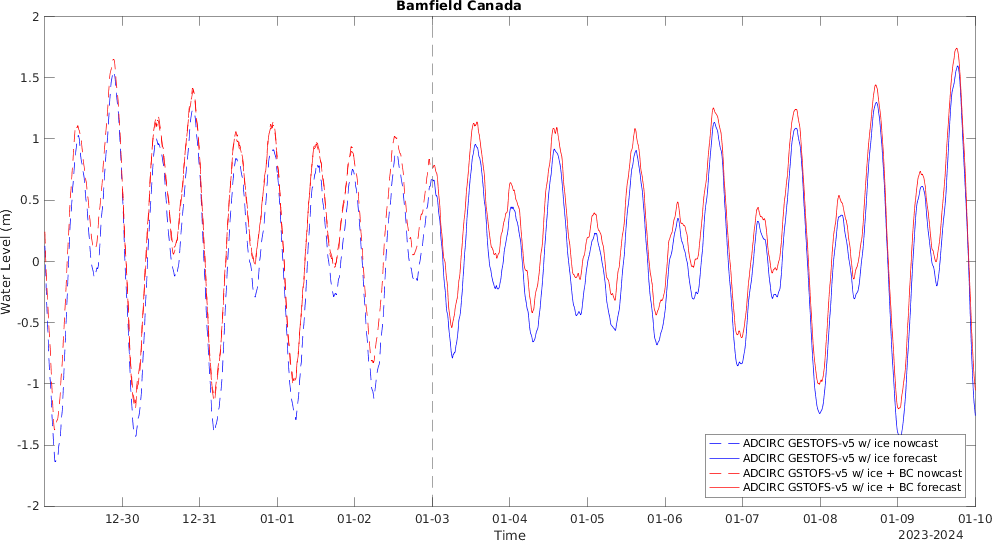 Bamfield Canada
2
1.5
1
0.5
0
-0.5
-1
-1.5
-2
Water Level (m)
ADCIRC GESTOFS-v5 w/ ice nowcast
ADCIRC GESTOFS-v5 w/ ice forecast
ADCIRC GSTOFS-v5 w/ ice + BC nowcast
ADCIRC GSTOFS-v5 w/ ice + BC forecast
12-30 12-31 01-01 01-02 01-03 01-04 01-05 01-06 01-07 01-08 01-09 01-10
Time
2023-2024